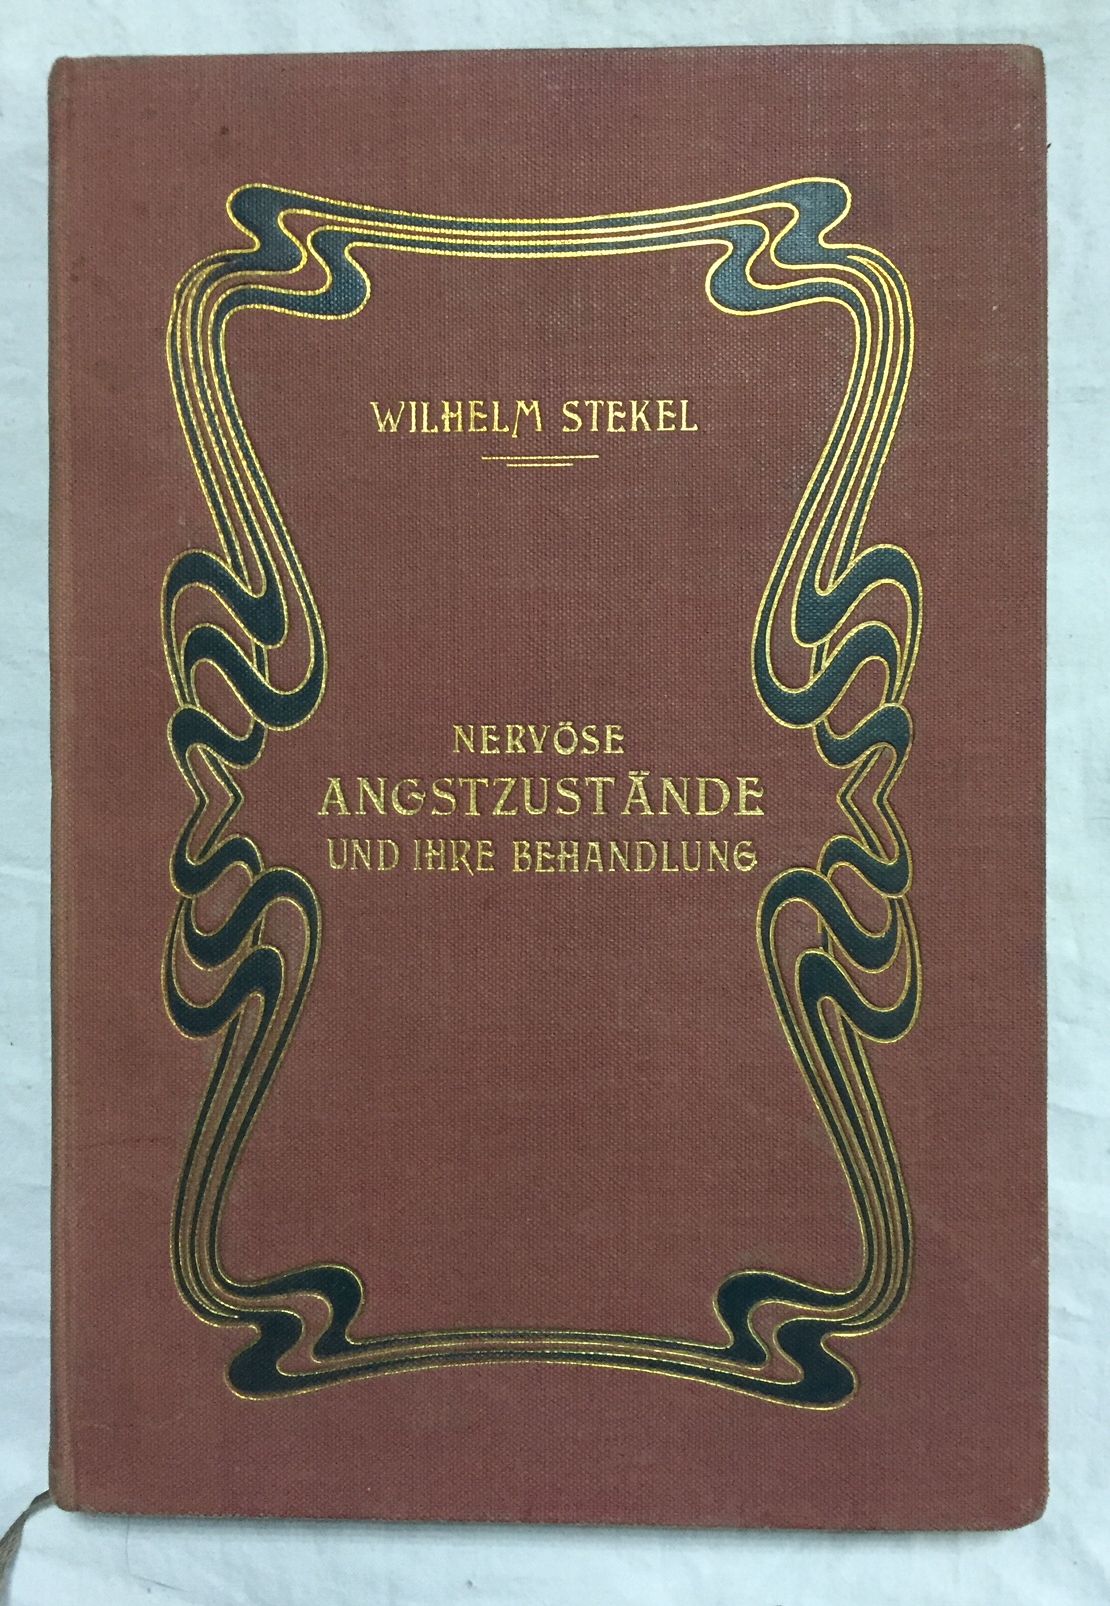 WILHELM STEKEL
NERVÖSE
ANGSTZUSTÄNDE
UND IHRE BEHANDLUNG